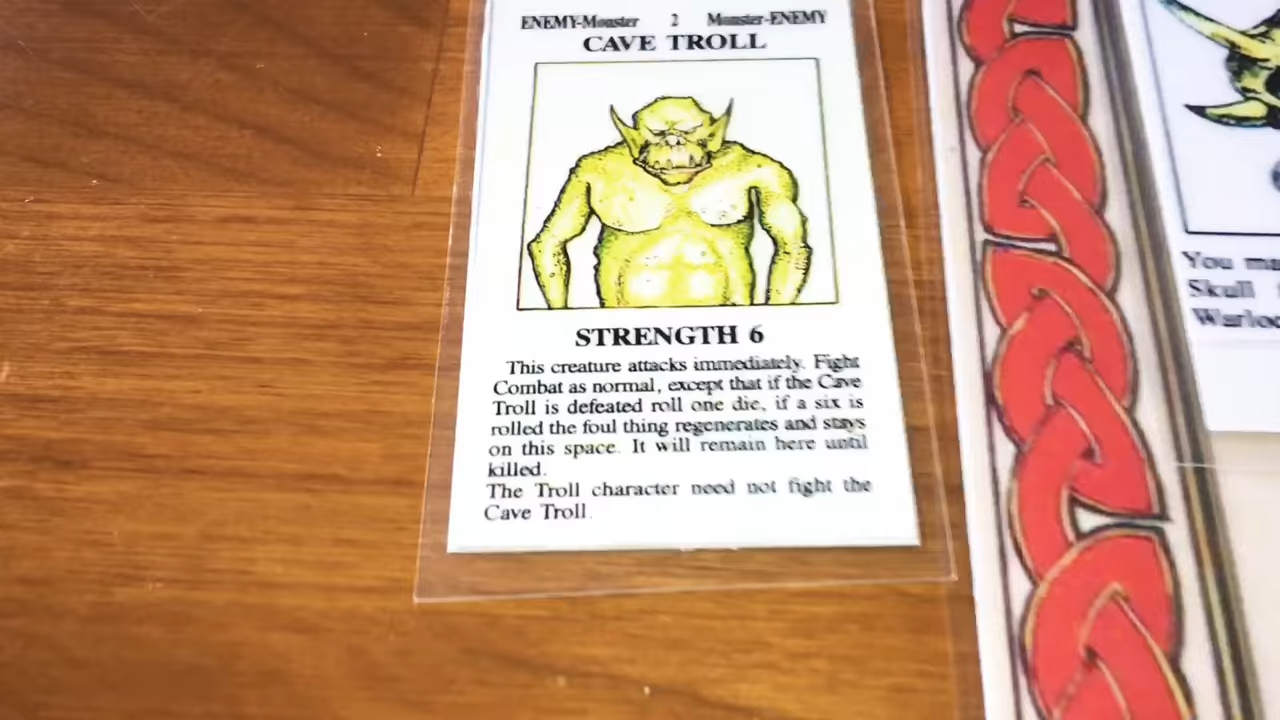 ENEMY-Monster 2 Monster-ENEMY
CAVE TROLL
STRENGTH 6
This creature attacks immediately. Fight
Combat as normal, except that if the Cave
Troll is defeated roll one die, if a six is
rolled the foul thing regenerates and stays
on this space. It will remain here until
killed.
The Troll character need not fight the
Cave Troll.
You
Skull